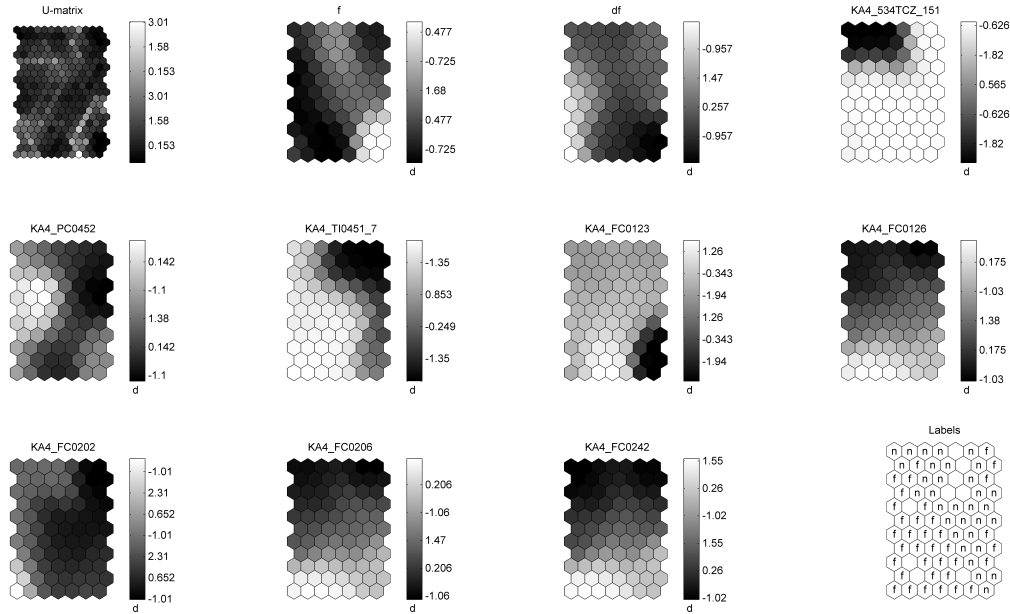 U-matrix
3.01
1.58
0.153
3.01
1.58
0.153
f
0.477
-0.725
1.68
0.477
-0.725
d
df
-0.957
1.47
0.257
-0.957
d
KA4_534TCZ_151
-0.626
-1.82
0.565
-0.626
-1.82
d
KA4_PC0452
0.142
-1.1
1.38
0.142
-1.1
d
KA4_TI0451_7
-1.35
0.853
-0.249
-1.35
d
KA4_FC0123
1.26
-0.343
-1.94
1.26
-0.343
-1.94
d
KA4_FC0126
0.175
-1.03
1.38
0.175
-1.03
d
KA4_FC0202
-1.01
2.31
0.652
-1.01
2.31
0.652
-1.01
d
KA4_FC0206
0.206
-1.06
1.47
0.206
-1.06
d
KA4_FC0242
1.55
0.26
-1.02
1.55
0.26
-1.02
d
Labels
n n n n n f
n f n n n f
f f n n n f
f n n n n
f f n n n n
f f f n n n n
f f f f n n f
f f f f f n n f
f f f f n f
f f f n n
f f f f f f n